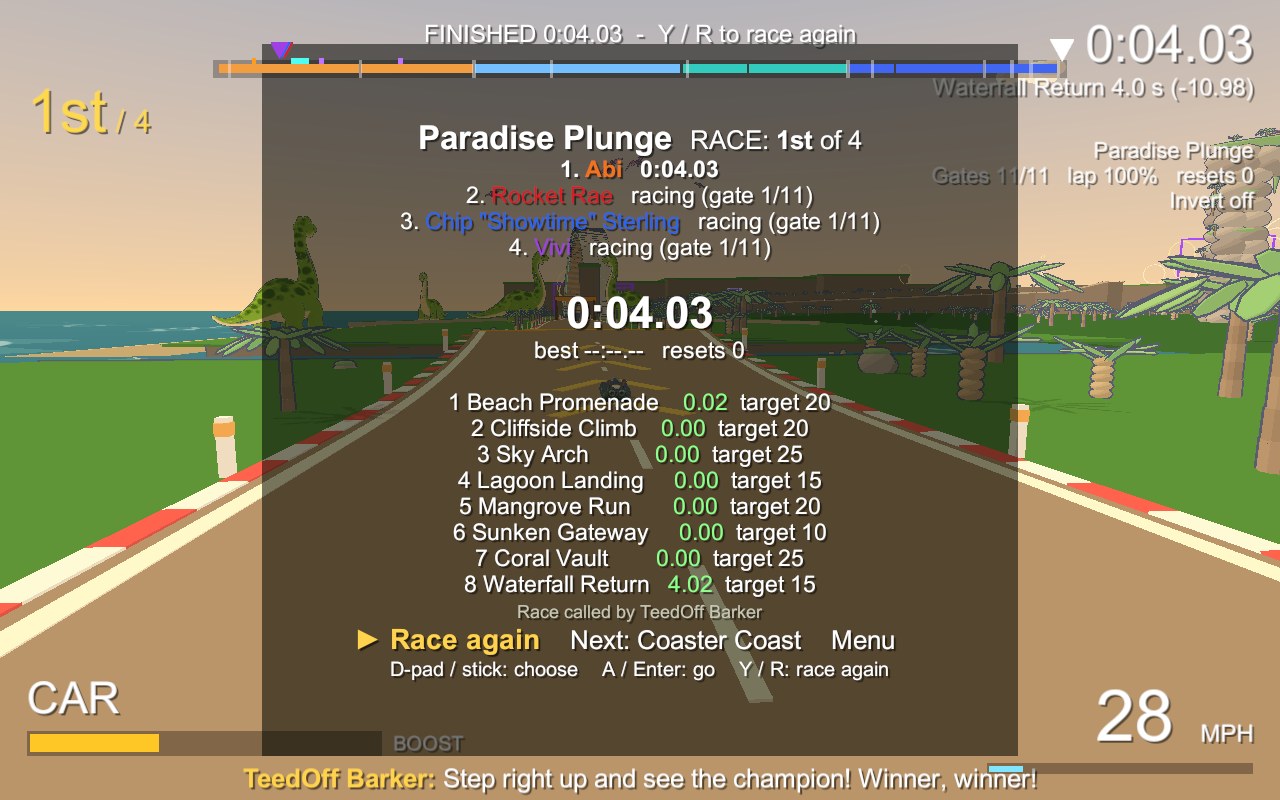 FINISHED 0:04.03 - Y / R to race again
0:04.03
Waterfall Return 4.0 s (-10.98)
1st / 4
Paradise Plunge RACE: 1st of 4
Paradise Plunge
1. Abi 0:04.03
Gates 11/11 lap 100% resets 0
2. Rocket Rae racing (gate 1/11)
Invert off
3. Chip "Showtime" Sterling racing (gate 1/11)
4. Vivi racing (gate 1/11)
0:04.03
best --:--.-- resets 0
1 Beach Promenade 0.02 target 20
2 Cliffside Climb 0.00 target 20
3 Sky Arch 0.00 target 25
4 Lagoon Landing 0.00 target 15
5 Mangrove Run 0.00 target 20
6 Sunken Gateway 0.00 target 10
7 Coral Vault 0.00 target 25
8 Waterfall Return 4.02 target 15
Race called by TeedOff Barker
► Race again Next: Coaster Coast Menu
D-pad / stick: choose A / Enter: go Y / R: race again
CAR
BOOST
28 MPH
TeedOff Barker: Step right up and see the champion! Winner, winner!